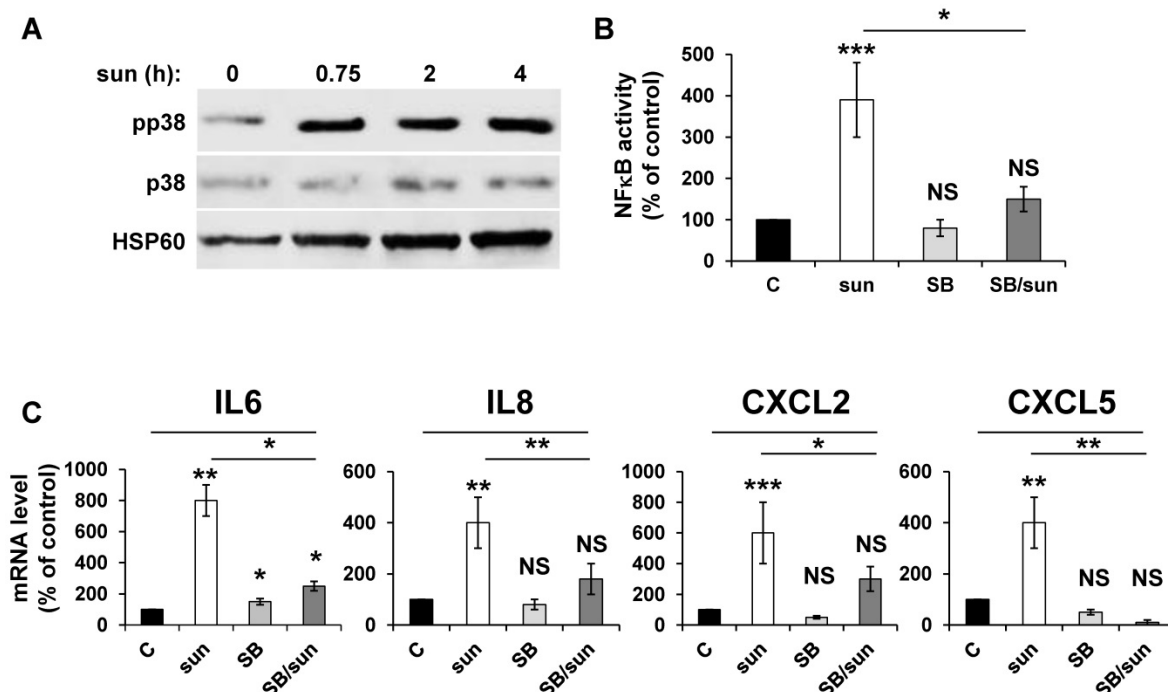 A
sun (h): 0 0.75 2 4
pp38
p38
HSP60
B
NFκB activity
(% of control)
500
400
300
200
100
0
*
***
NS
NS
C sun SB SB/sun
C
IL6
mRNA level
(% of control)
1000
800
600
400
200
0
*
**
*
*
C sun SB SB/sun
IL8
600
400
200
0
**
**
NS
NS
C sun SB SB/sun
CXCL2
1000
800
600
400
200
0
*
***
NS
NS
C sun SB SB/sun
CXCL5
600
400
200
0
**
**
NS
NS
C sun SB SB/sun